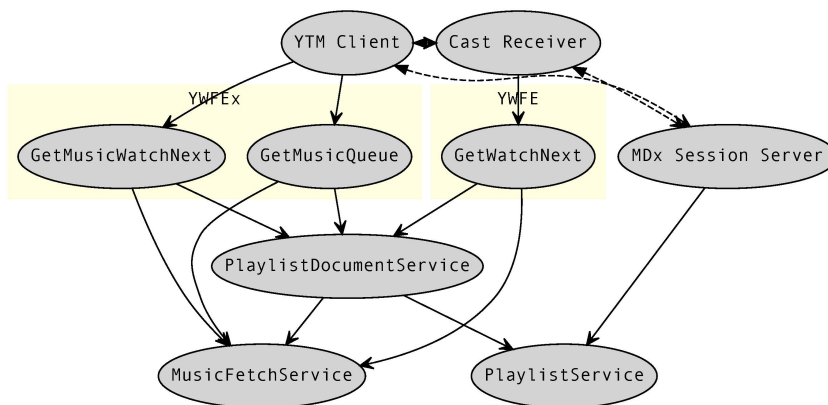 YTM Client
Cast Receiver
YWFEx
YWFE
GetMusicWatchNext
GetMusicQueue
GetWatchNext
MDx Session Server
PlaylistDocumentService
MusicFetchService
PlaylistService